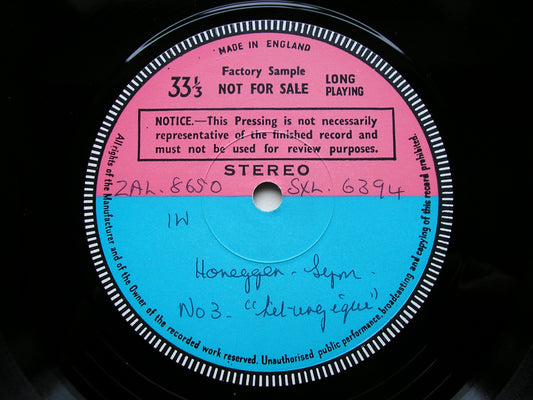 MADE IN ENGLAND
33⅓
Factory Sample
NOT FOR SALE
LONG
PLAYING
NOTICE.—This Pressing is not necessarily
representative of the finished record and
must not be used for review purposes.
STEREO
ZAL. 8650
SXL. 6394
1W
Honegger - Sym.
No 3 - "Liturgique"
All rights of the Manufacturer and of the Owner of the recorded work reserved. Unauthorised public performance, broadcasting and copying of this record prohibited.